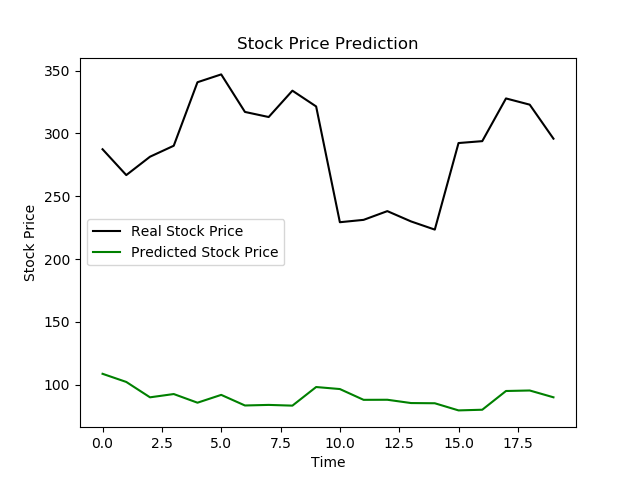 Stock Price Prediction
350
300
250
200
150
100
Stock Price
Real Stock Price
Predicted Stock Price
0.0 2.5 5.0 7.5 10.0 12.5 15.0 17.5
Time